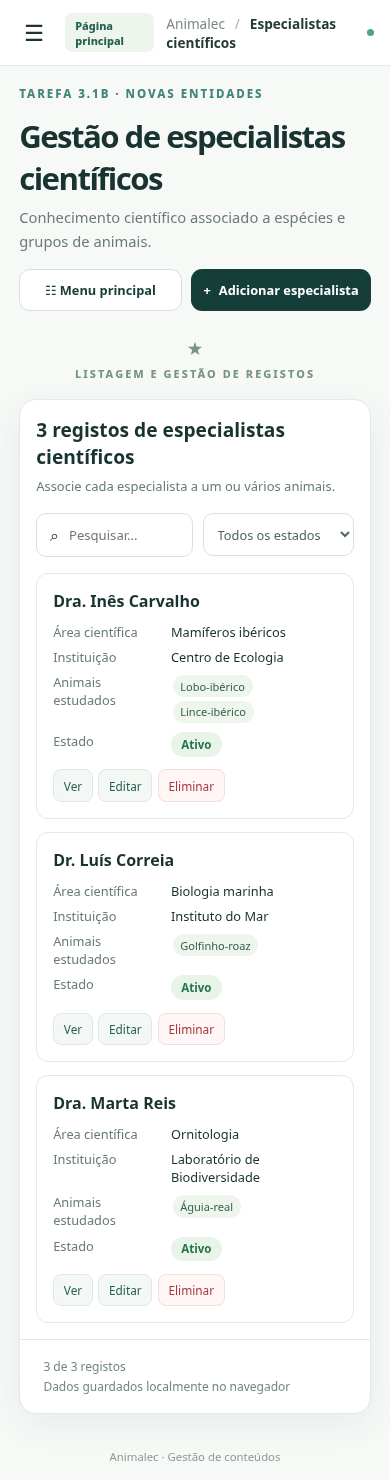 ☰ Página principal Animalec / Especialistas científicos
TAREFA 3.1B · NOVAS ENTIDADES
Gestão de especialistas
científicos
Conhecimento científico associado a espécies e
grupos de animais.
☷ Menu principal
+ Adicionar especialista
★
LISTAGEM E GESTÃO DE REGISTOS
3 registos de especialistas
científicos
Associe cada especialista a um ou vários animais.
⌕ Pesquisar...
Todos os estados
Dra. Inês Carvalho
Área científica Mamíferos ibéricos
Instituição Centro de Ecologia
Animais estudados Lobo-ibérico
Lince-ibérico
Estado Ativo
Ver Editar Eliminar
Dr. Luís Correia
Área científica Biologia marinha
Instituição Instituto do Mar
Animais estudados Golfinho-roaz
Estado Ativo
Ver Editar Eliminar
Dra. Marta Reis
Área científica Ornitologia
Instituição Laboratório de
Biodiversidade
Animais estudados Águia-real
Estado Ativo
Ver Editar Eliminar
3 de 3 registos
Dados guardados localmente no navegador
Animalec · Gestão de conteúdos